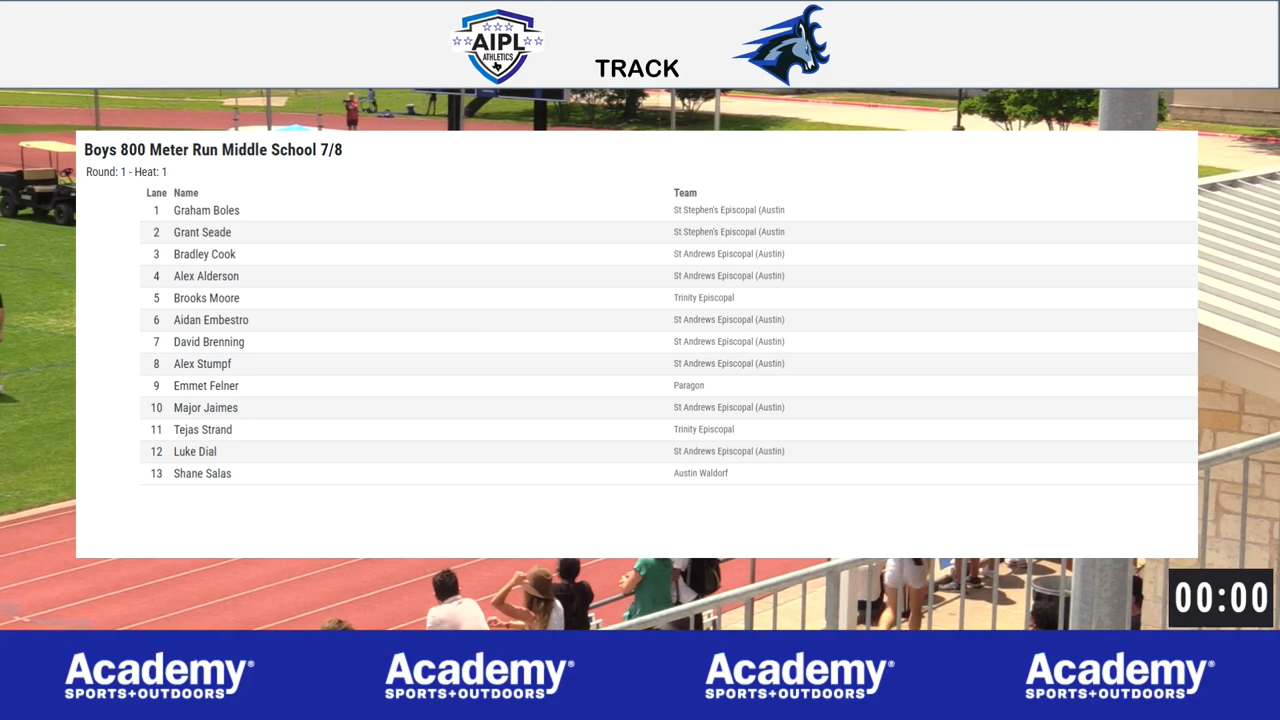 AIPL
ATHLETICS
TRACK
Boys 800 Meter Run Middle School 7/8
Round: 1 - Heat: 1
Lane Name Team
1 Graham Boles St Stephen's Episcopal (Austin
2 Grant Seade St Stephen's Episcopal (Austin
3 Bradley Cook St Andrews Episcopal (Austin)
4 Alex Alderson St Andrews Episcopal (Austin)
5 Brooks Moore Trinity Episcopal
6 Aidan Embestro St Andrews Episcopal (Austin)
7 David Brenning St Andrews Episcopal (Austin)
8 Alex Stumpf St Andrews Episcopal (Austin)
9 Emmet Felner Paragon
10 Major Jaimes St Andrews Episcopal (Austin)
11 Tejas Strand Trinity Episcopal
12 Luke Dial St Andrews Episcopal (Austin)
13 Shane Salas Austin Waldorf
00:00
Academy® Academy® Academy® Academy®
SPORTS+OUTDOORS SPORTS+OUTDOORS SPORTS+OUTDOORS SPORTS+OUTDOORS